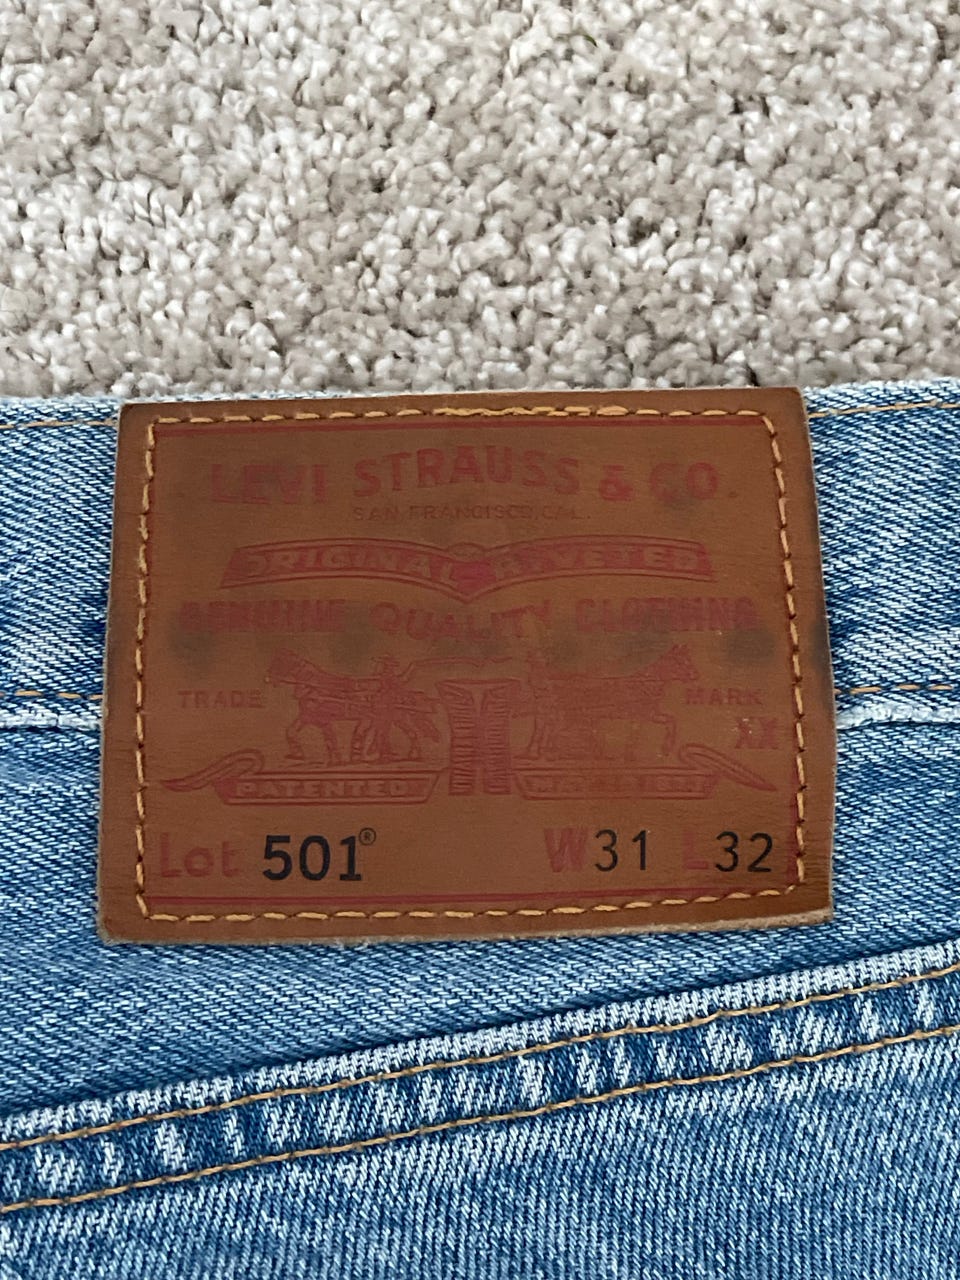 LEVI STRAUSS & CO.
SAN FRANCISCO, CAL.
ORIGINAL RIVETED
GENUINE QUALITY CLOTHING
TRADE MARK
XX
PATENTED
Lot 501® W31 L32